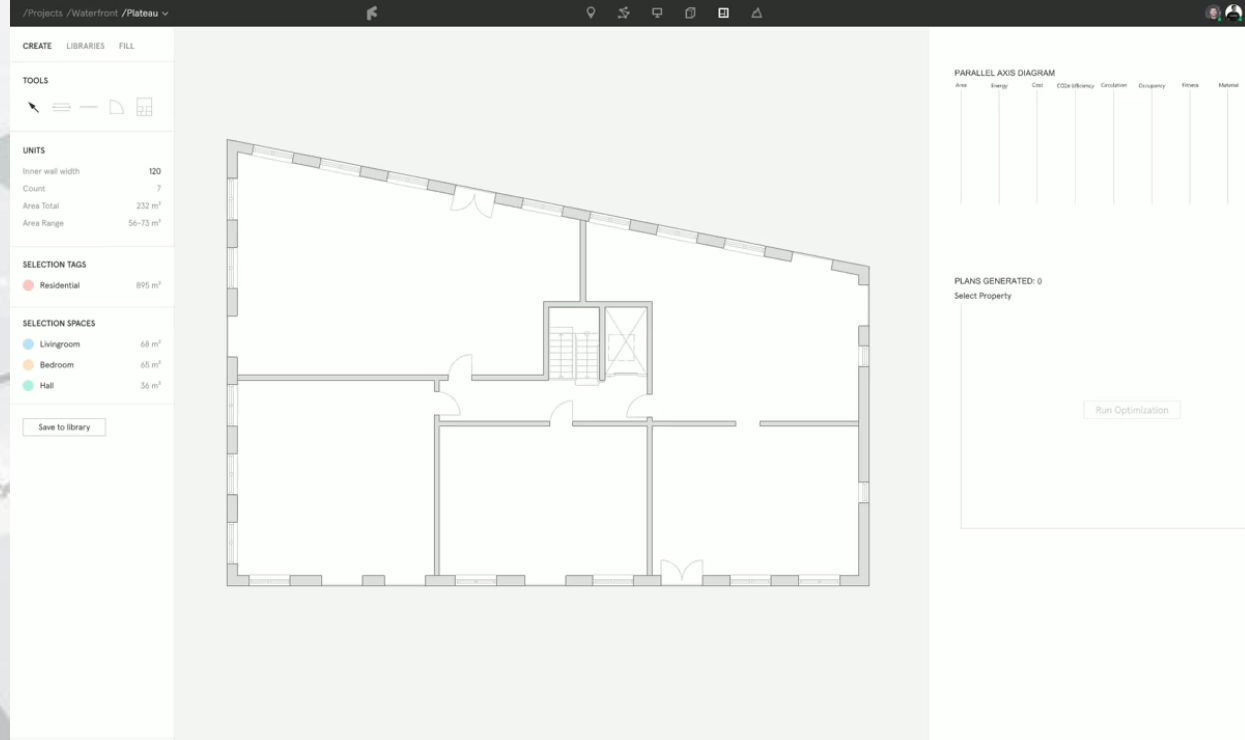 /Projects /Waterfront /Plateau
CREATE LIBRARIES FILL
TOOLS
UNITS
Inner wall width 120
Count 7
Area Total 232 m²
Area Range 56-73 m²
SELECTION TAGS
Residential 895 m²
SELECTION SPACES
Livingroom 68 m²
Bedroom 65 m²
Hall 36 m²
Save to library
PARALLEL AXIS DIAGRAM
Area Energy Cost CO2e Efficiency Circulation Occupancy Fitness Material
PLANS GENERATED: 0
Select Property
Run Optimization